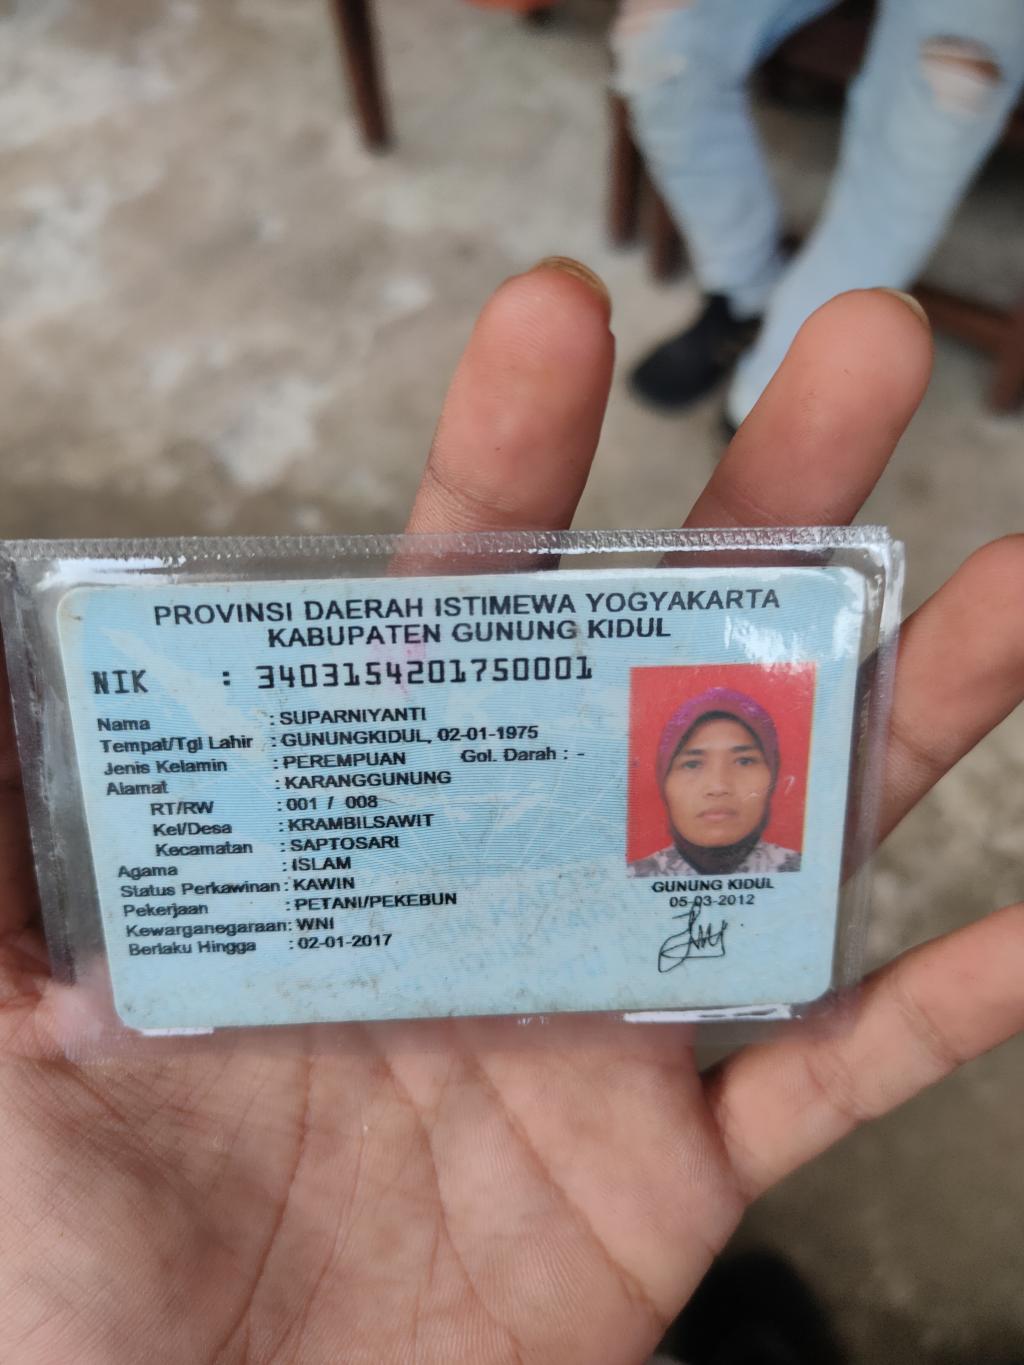 PROVINSI DAERAH ISTIMEWA YOGYAKARTA
KABUPATEN GUNUNG KIDUL
NIK : 3403154201750001
Nama : SUPARNIYANTI
Tempat/Tgl Lahir : GUNUNGKIDUL, 02-01-1975
Jenis Kelamin : PEREMPUAN Gol. Darah : -
Alamat : KARANGGUNUNG
RT/RW : 001 / 008
Kel/Desa : KRAMBILSAWIT
Kecamatan : SAPTOSARI
Agama : ISLAM
Status Perkawinan : KAWIN
Pekerjaan : PETANI/PEKEBUN
Kewarganegaraan : WNI
Berlaku Hingga : 02-01-2017
GUNUNG KIDUL
05-03-2012